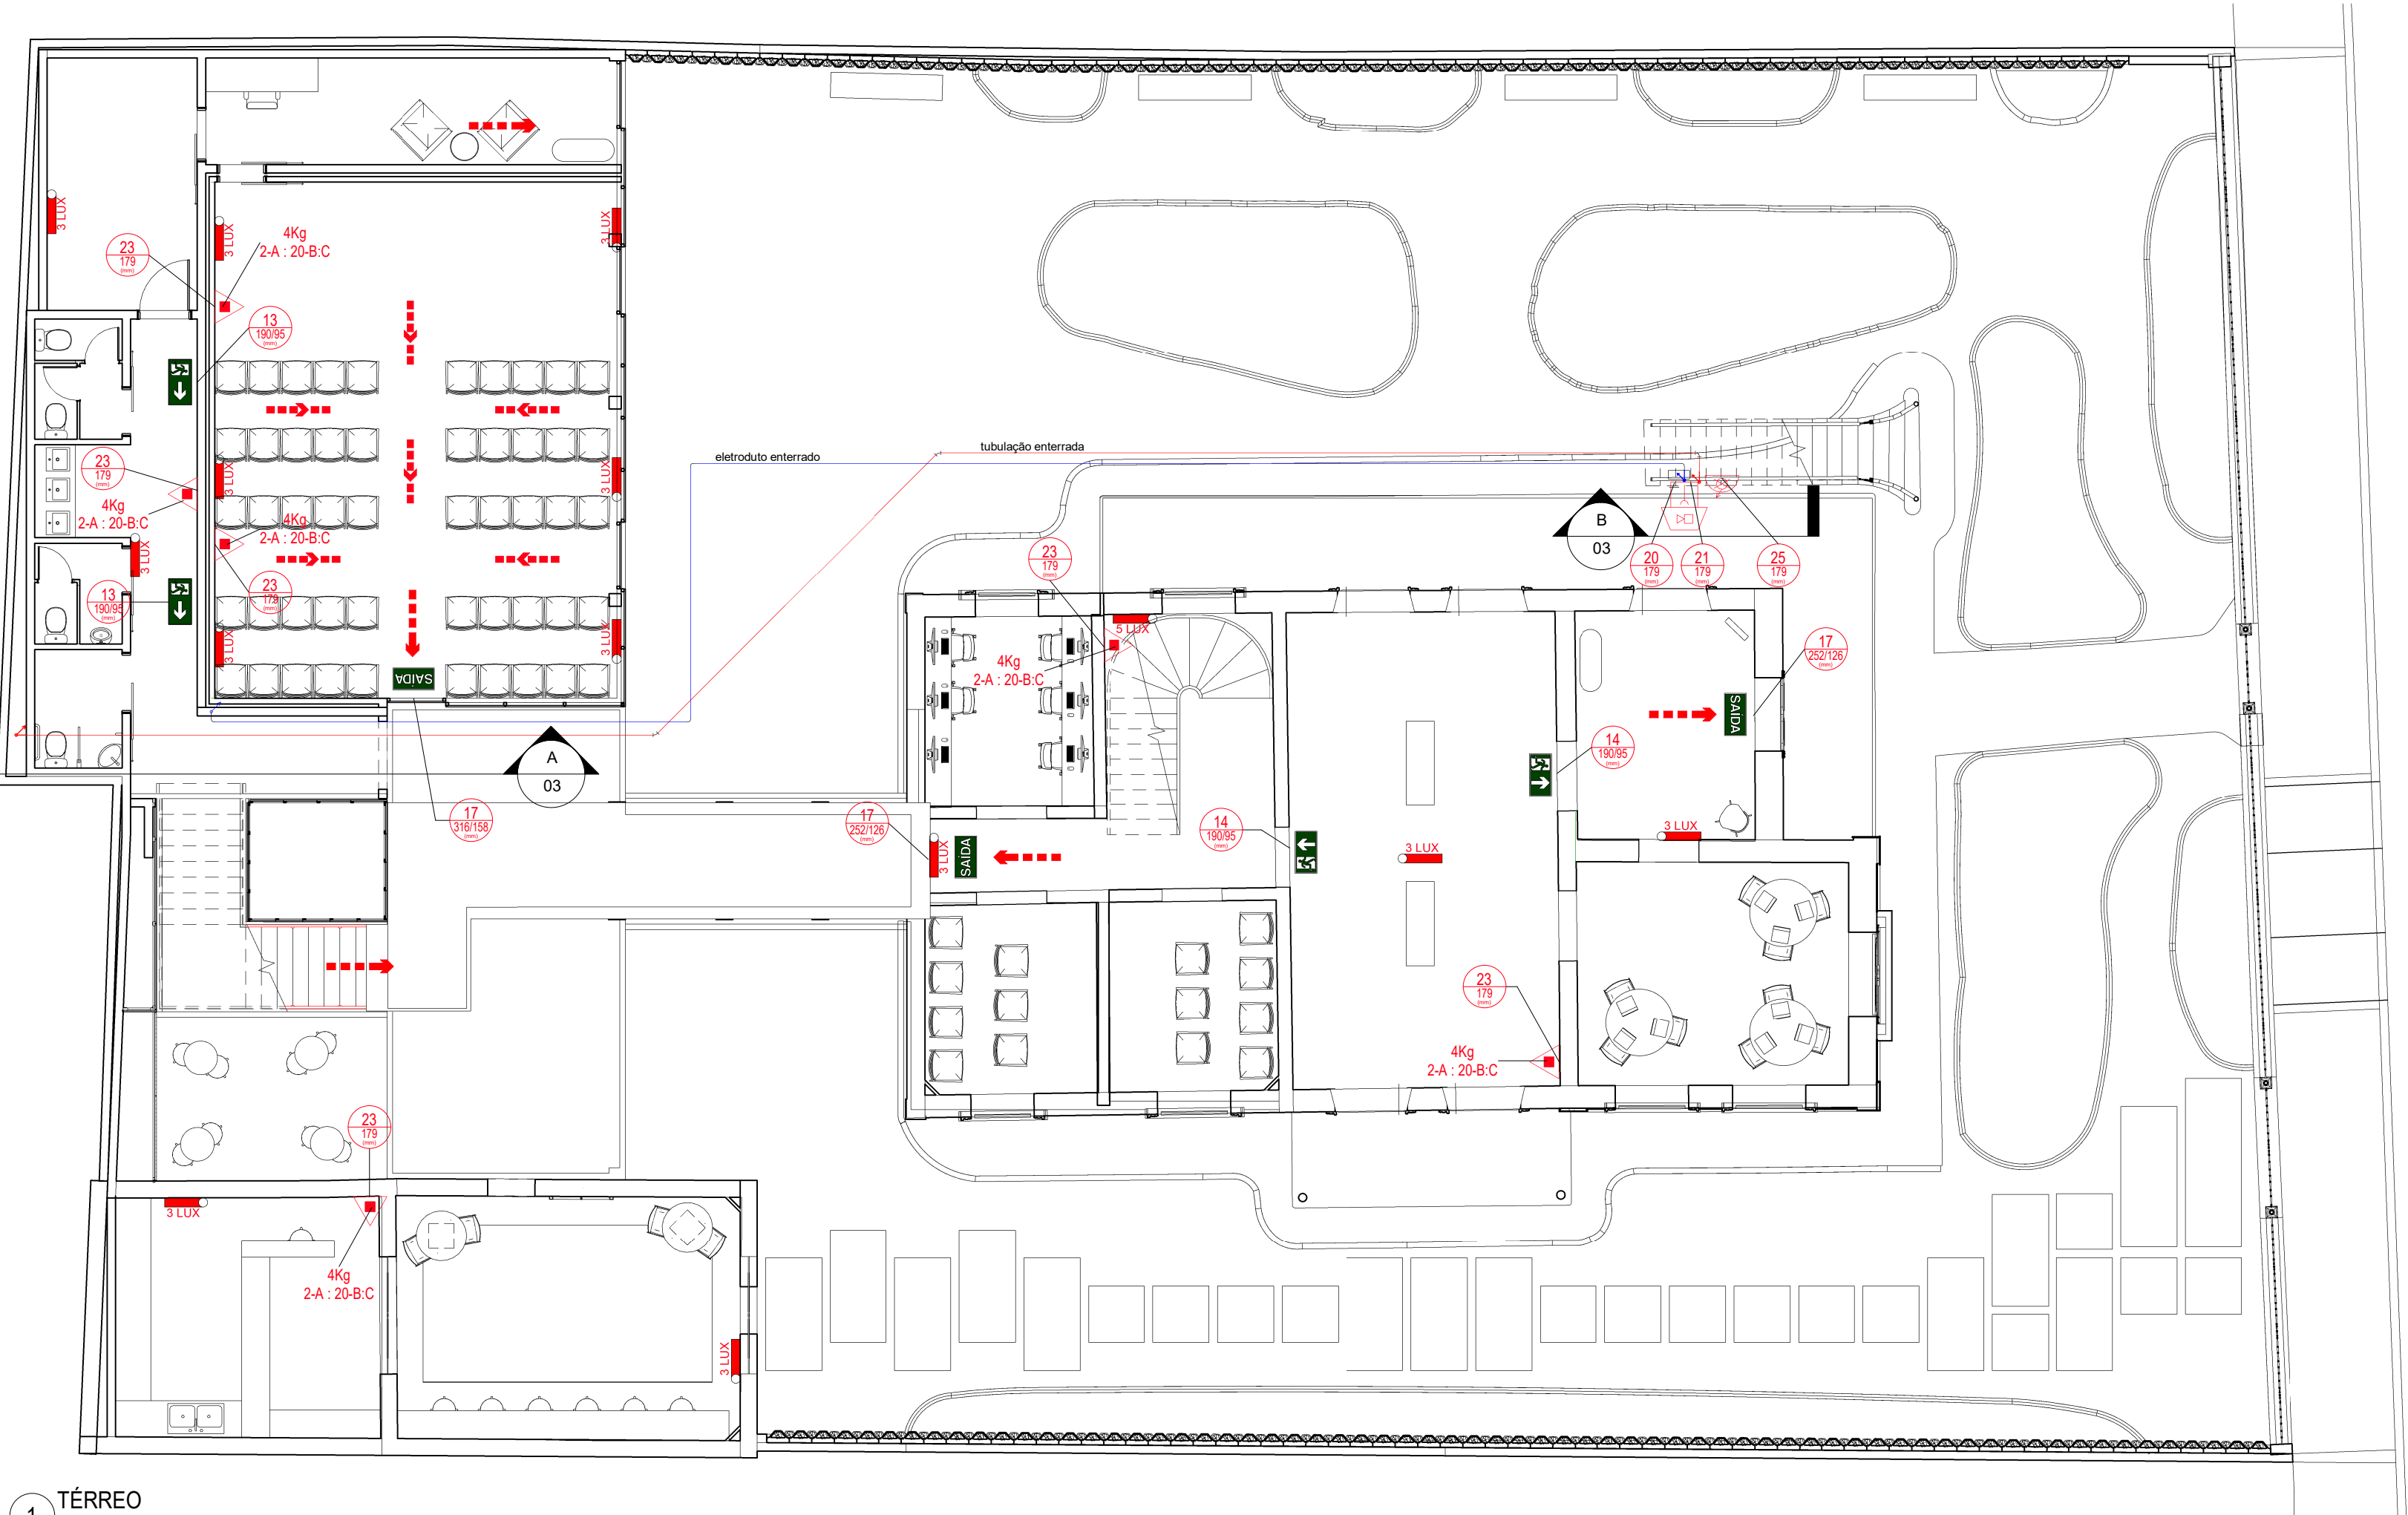 3 LUX
3 LUX
3 LUX
23
179
(mm)
4Kg
2-A : 20-B:C
13
190/95
(mm)
23
179
(mm)
4Kg
2-A : 20-B:C
3 LUX
3 LUX
4Kg
2-A : 20-B:C
3 LUX
23
179
(mm)
13
190/95
(mm)
3 LUX
3 LUX
SAÍDA
eletroduto enterrado
tubulação enterrada
A
03
17
316/158
(mm)
B
03
20
179
(mm)
21
179
(mm)
25
179
(mm)
23
179
(mm)
5 LUX
4Kg
2-A : 20-B:C
17
252/126
(mm)
SAÍDA
14
190/95
(mm)
17
252/126
(mm)
3 LUX
SAÍDA
14
190/95
(mm)
3 LUX
3 LUX
23
179
(mm)
4Kg
2-A : 20-B:C
23
179
(mm)
3 LUX
4Kg
2-A : 20-B:C
3 LUX
1
TÉRREO